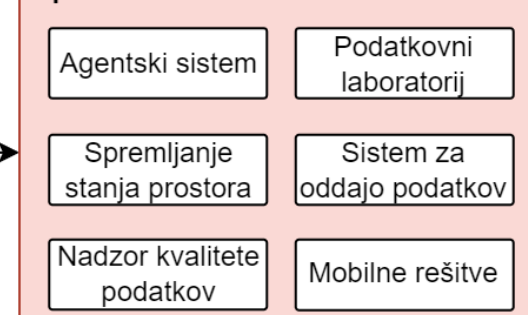 Agentski sistem
Podatkovni
laboratorij
Spremljanje
stanja prostora
Sistem za
oddajo podatkov
Nadzor kvalitete
podatkov
Mobilne rešitve